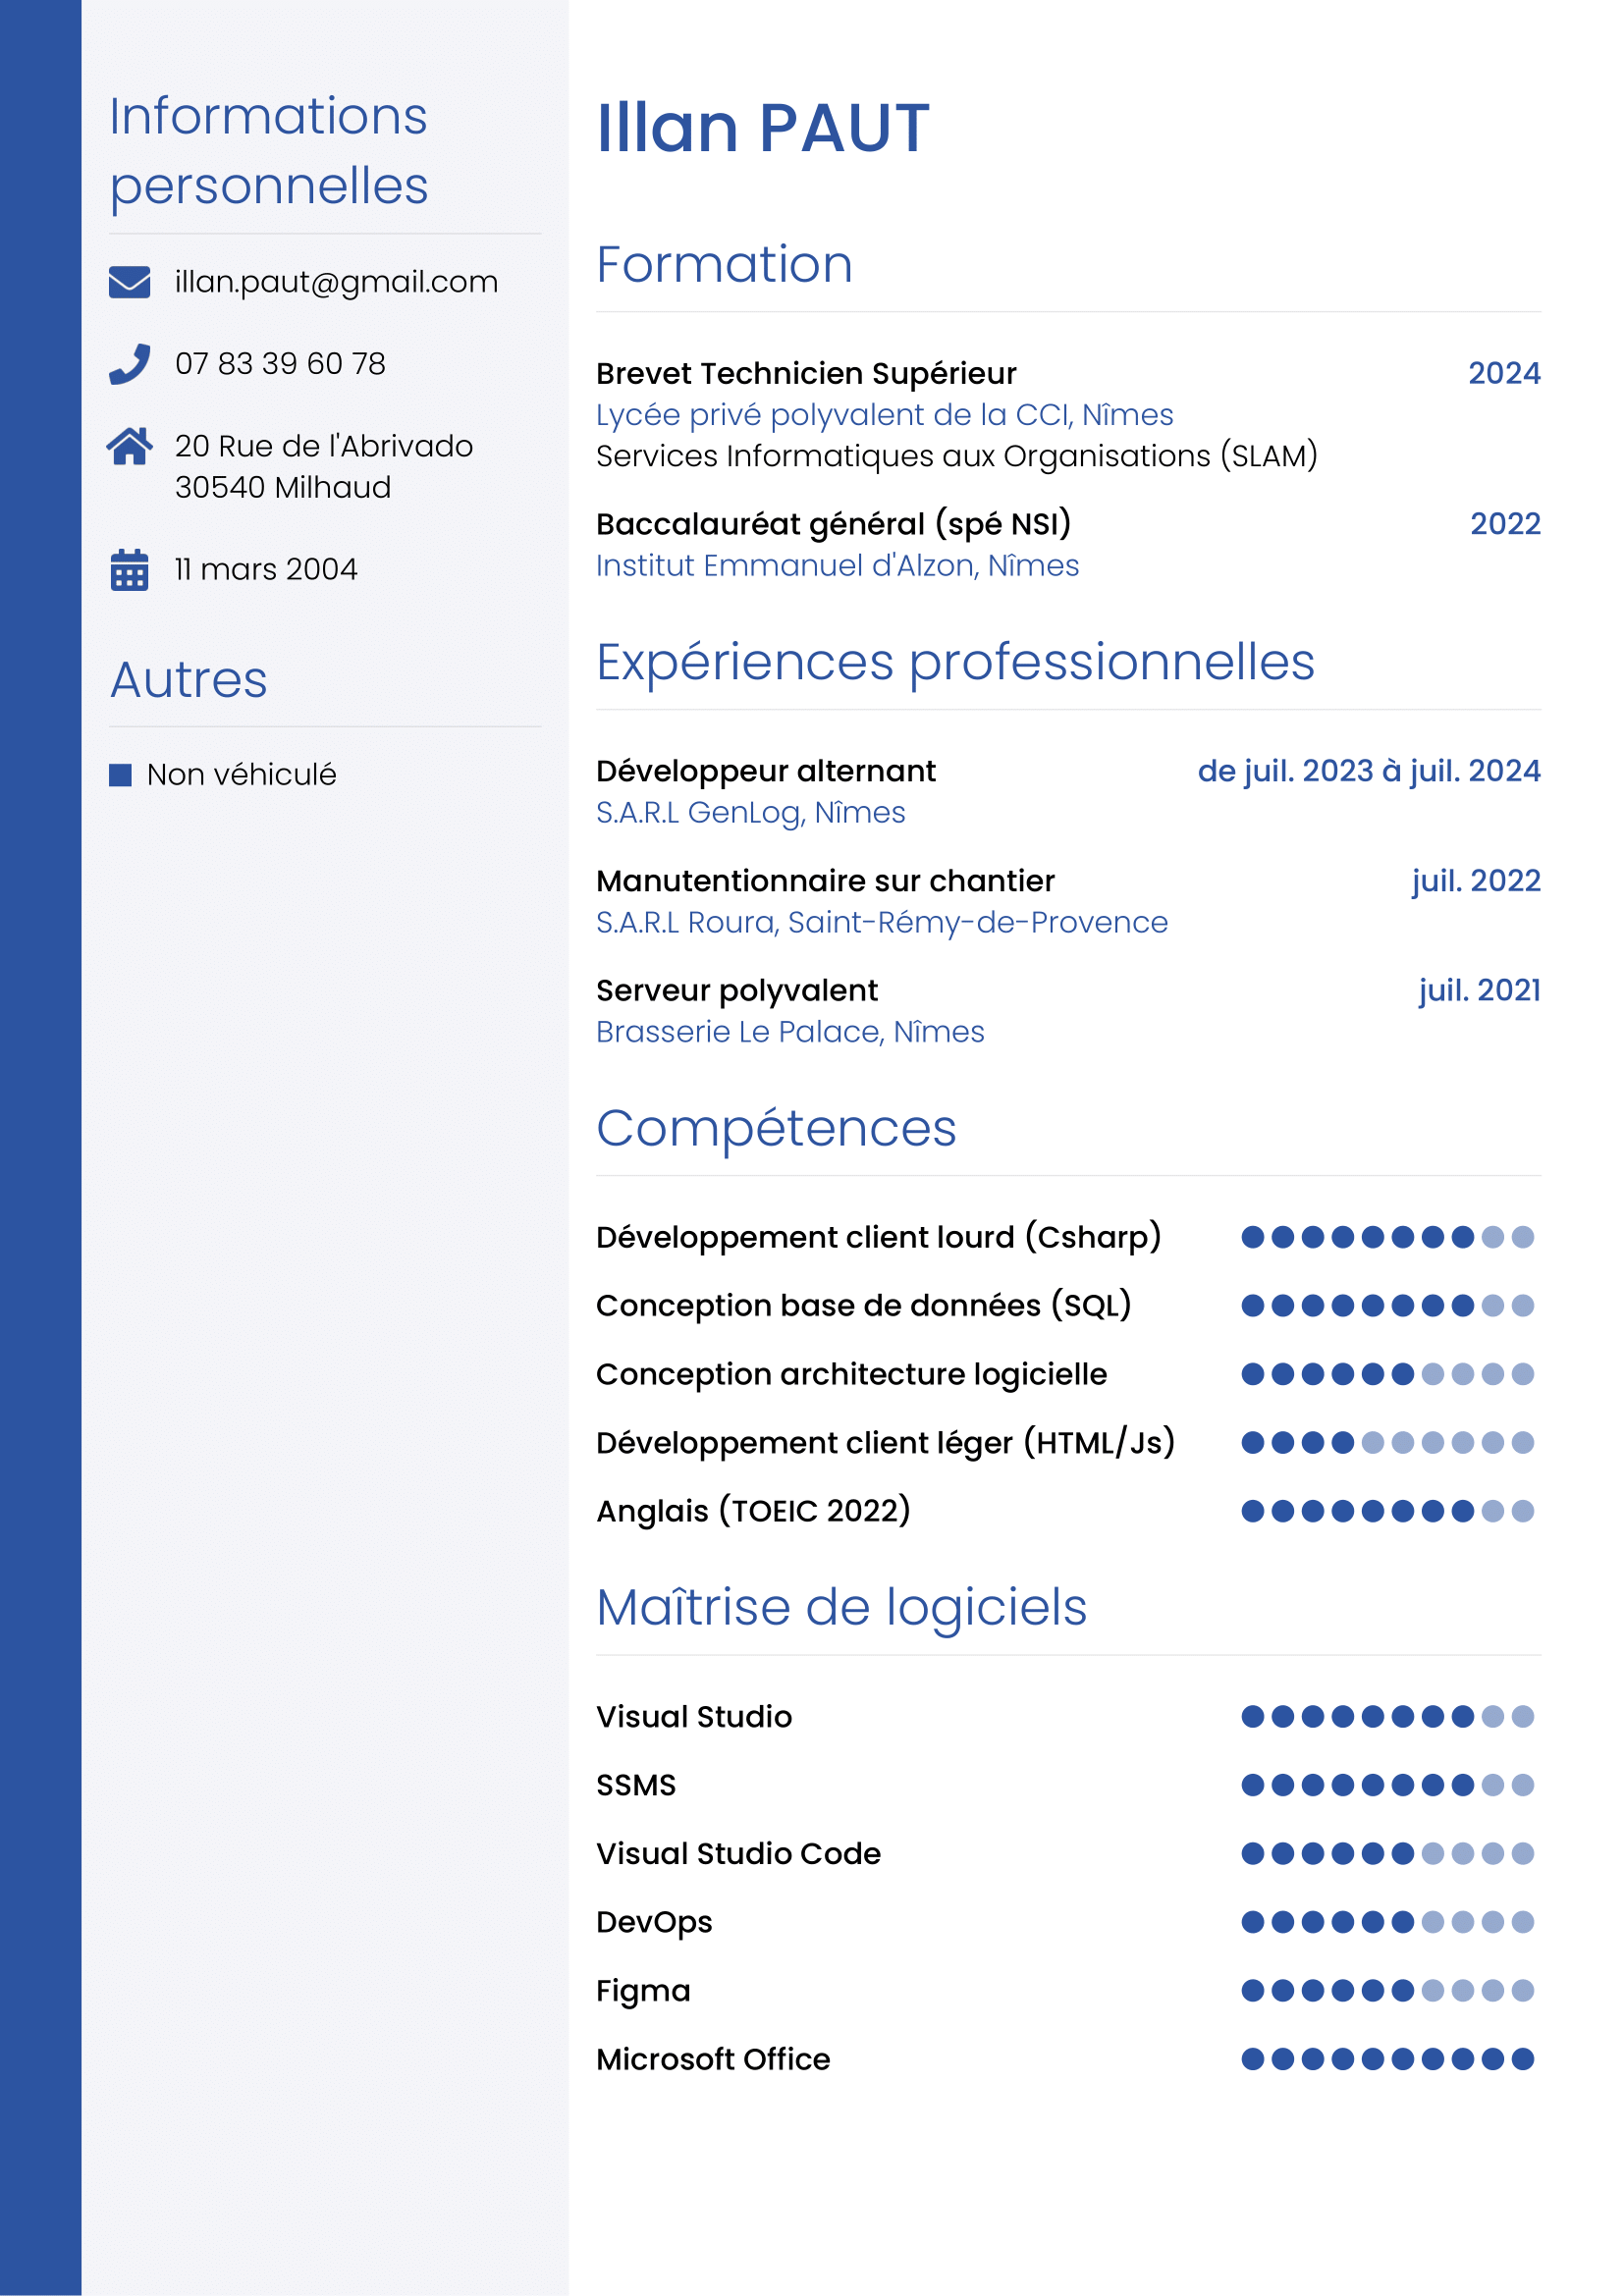 Informations
personnelles
illan.paut@gmail.com
07 83 39 60 78
20 Rue de l'Abrivado
30540 Milhaud
11 mars 2004
Autres
Non véhiculé
Illan PAUT
Formation
Brevet Technicien Supérieur 2024
Lycée privé polyvalent de la CCI, Nîmes
Services Informatiques aux Organisations (SLAM)
Baccalauréat général (spé NSI) 2022
Institut Emmanuel d'Alzon, Nîmes
Expériences professionnelles
Développeur alternant de juil. 2023 à juil. 2024
S.A.R.L GenLog, Nîmes
Manutentionnaire sur chantier juil. 2022
S.A.R.L Roura, Saint-Rémy-de-Provence
Serveur polyvalent juil. 2021
Brasserie Le Palace, Nîmes
Compétences
Développement client lourd (Csharp)
Conception base de données (SQL)
Conception architecture logicielle
Développement client léger (HTML/Js)
Anglais (TOEIC 2022)
Maîtrise de logiciels
Visual Studio
SSMS
Visual Studio Code
DevOps
Figma
Microsoft Office